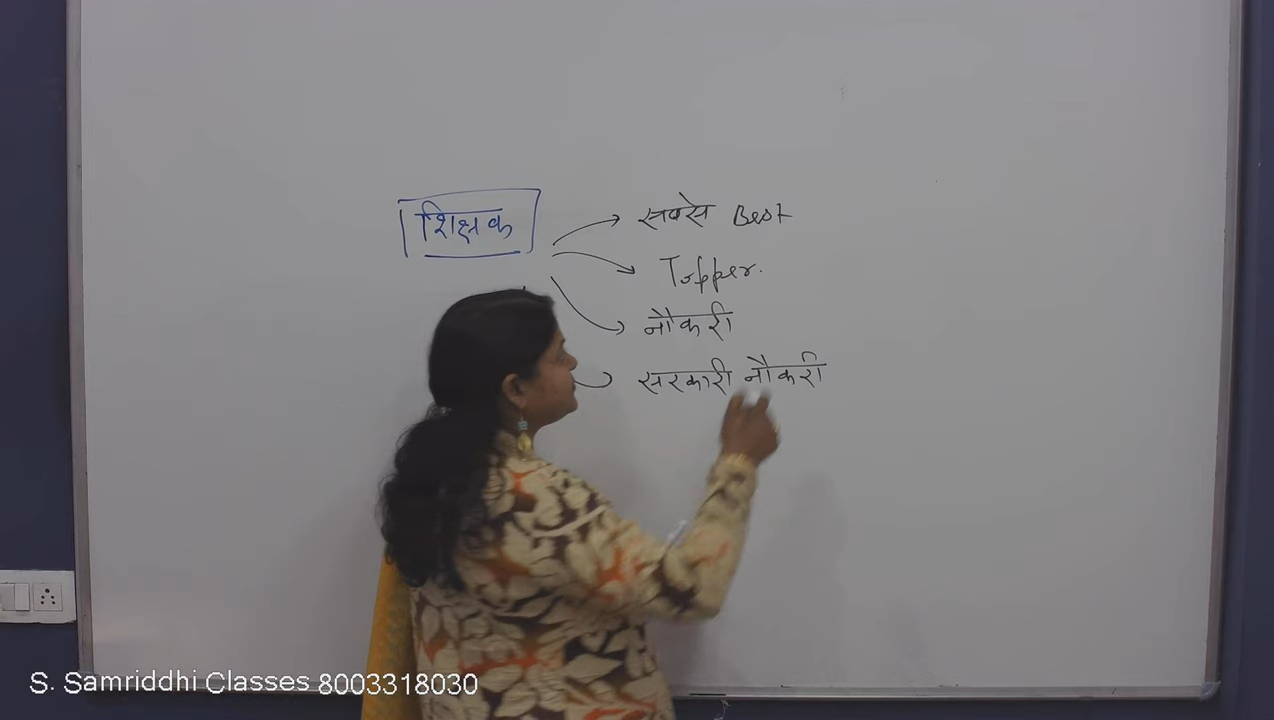 शिक्षक
सबसे Best
Topper.
नौकरी
सरकारी नौकरी
S. Samriddhi Classes 8003318030